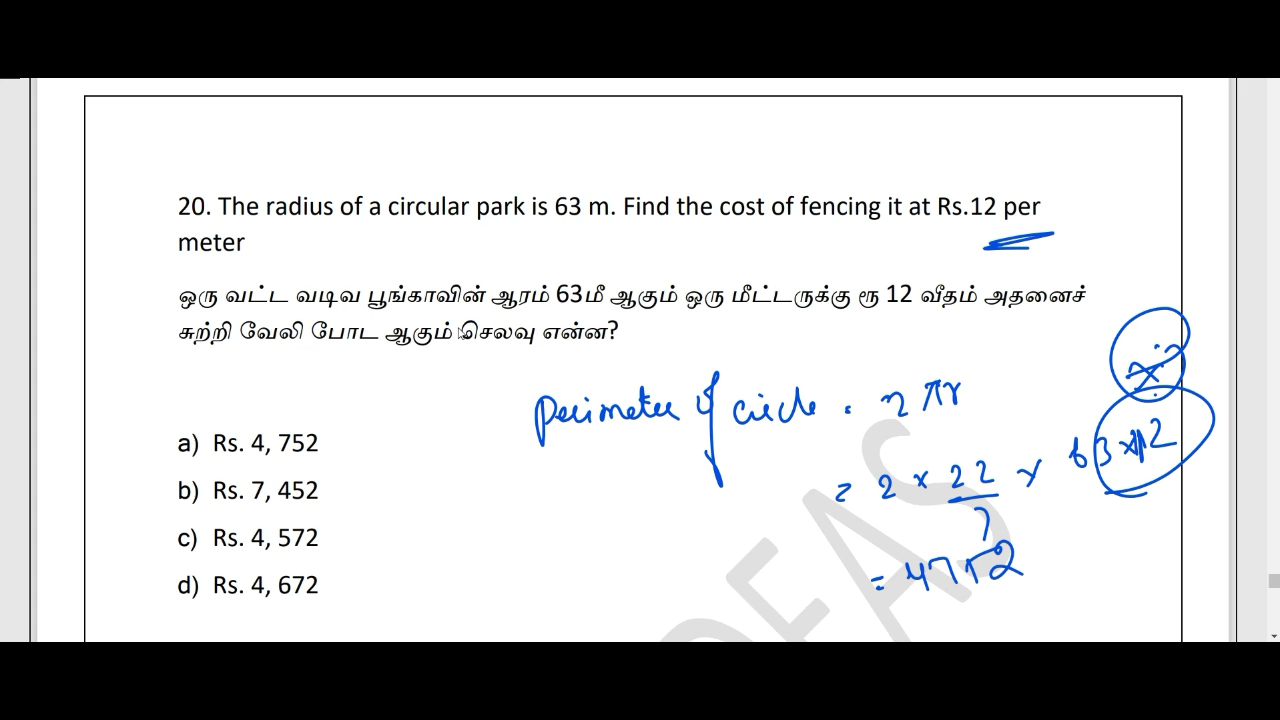 20. The radius of a circular park is 63 m. Find the cost of fencing it at Rs.12 per
meter
ஒரு வட்ட வடிவ பூங்காவின் ஆரம் 63மீ ஆகும் ஒரு மீட்டருக்கு ரூ 12 வீதம் அதனைச்
சுற்றி வேலி போட ஆகும் செலவு என்ன?
perimeter of circle = 2πr
a) Rs. 4, 752
= 2 × 22/7 × 63 × 12
b) Rs. 7, 452
c) Rs. 4, 572
= 4752
d) Rs. 4, 672